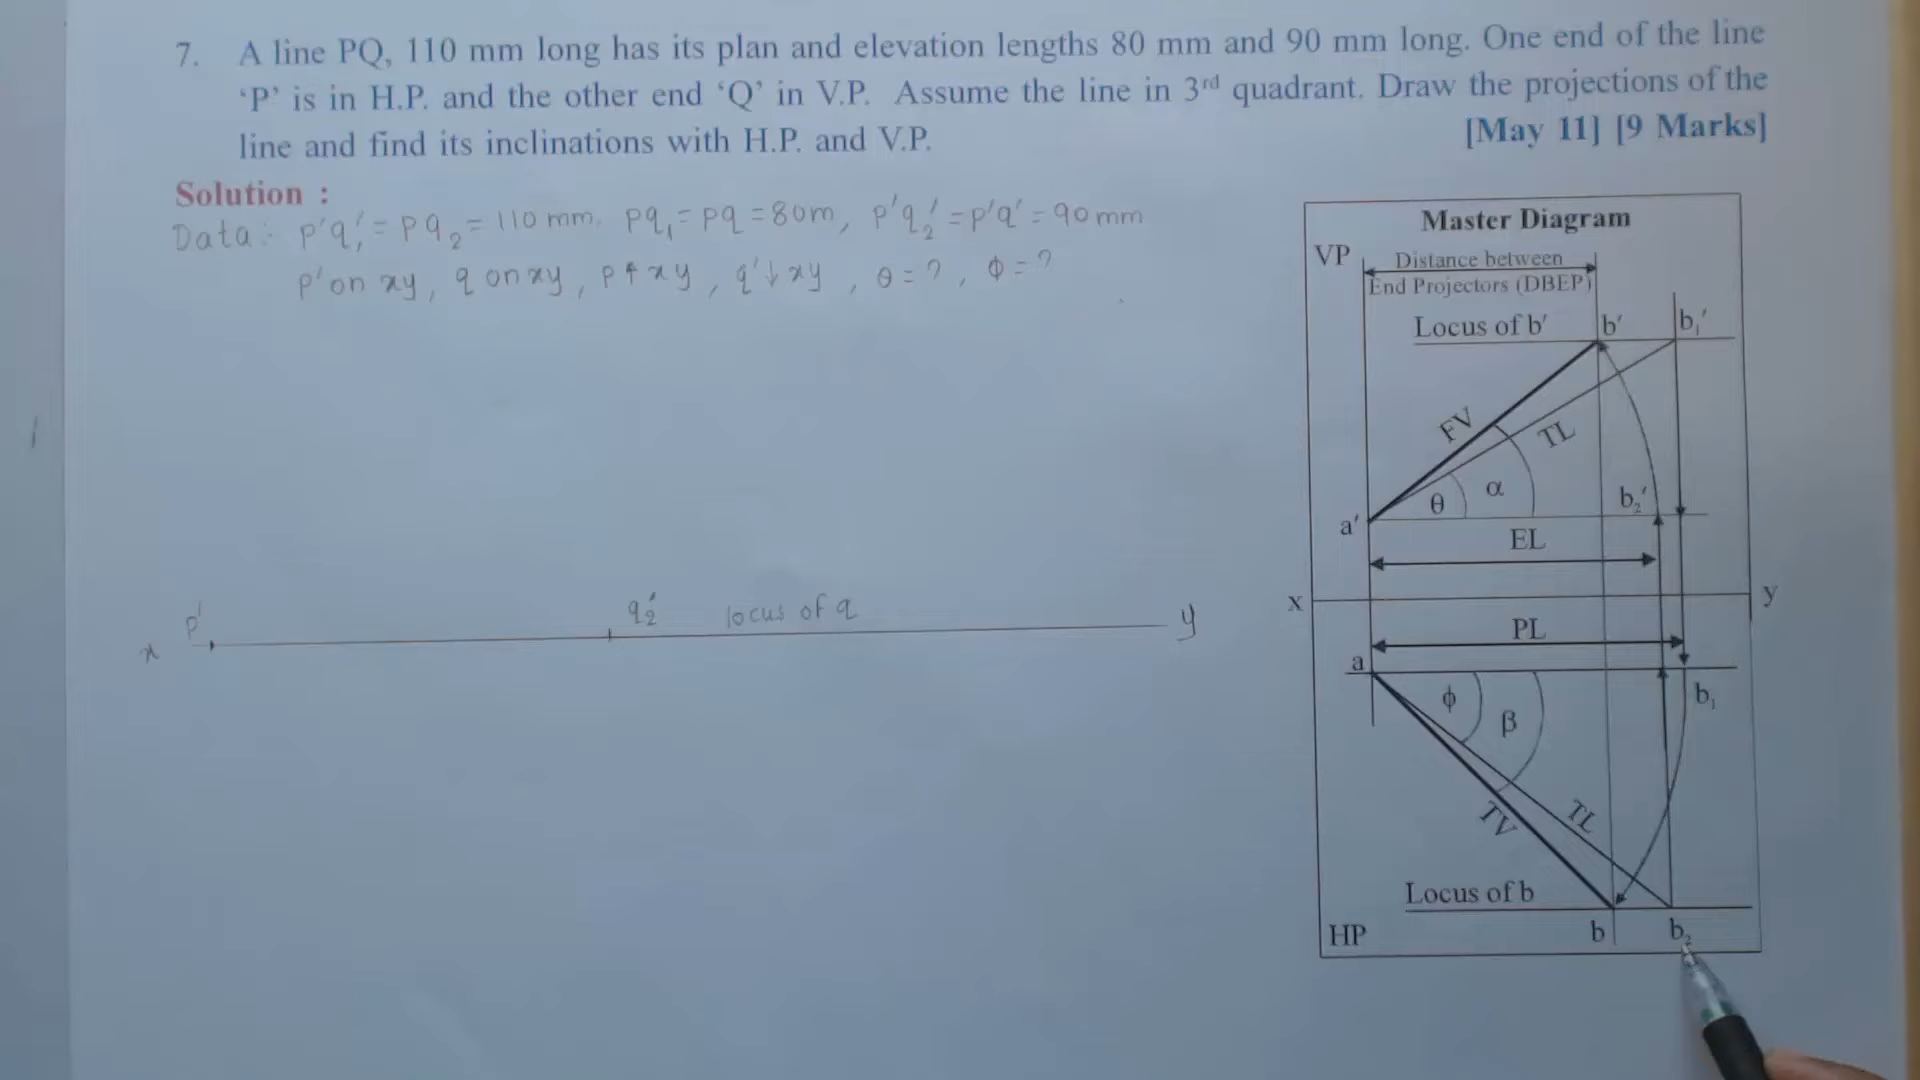 7. A line PQ, 110 mm long has its plan and elevation lengths 80 mm and 90 mm long. One end of the line
‘P’ is in H.P. and the other end ‘Q’ in V.P. Assume the line in 3rd quadrant. Draw the projections of the
line and find its inclinations with H.P. and V.P. [May 11] [9 Marks]
Solution :
Data:- p'q₁' = pq₂ = 110 mm, pq₁ = pq = 80m, p'q₂' = p'q' = 90 mm
p' on xy, q on xy, p↑xy, q'↓xy, θ = ?, ϕ = ?
p'
q₂' locus of q
x y
Master Diagram
VP
Distance between
End Projectors (DBEP)
Locus of b' b' b₁'
FV TL
θ α b₂'
a'
EL
x y
PL
a
ϕ β b₁
TV TL
Locus of b
HP b b₂